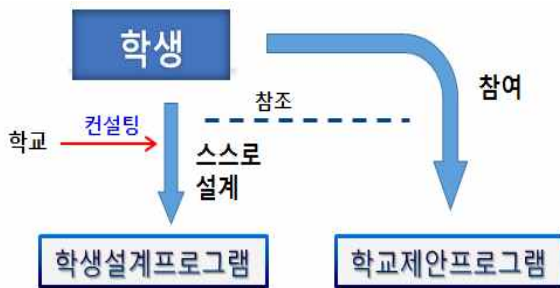 학생
참여
참조
컨설팅
학교
스스로
설계
학생설계프로그램
학교제안프로그램